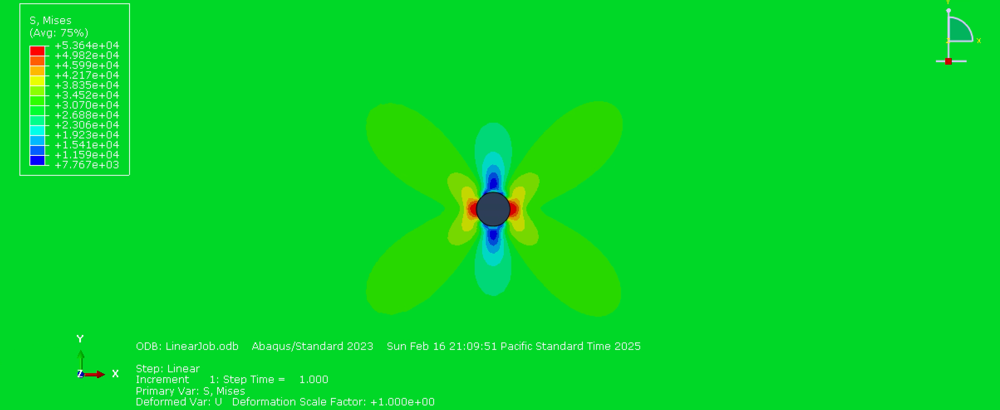 S, Mises
(Avg: 75%)
+5.364e+04
+4.982e+04
+4.599e+04
+4.217e+04
+3.835e+04
+3.452e+04
+3.070e+04
+2.688e+04
+2.306e+04
+1.923e+04
+1.541e+04
+1.159e+04
+7.767e+03
Y
Z X
Y
Z X
ODB: LinearJob.odb Abaqus/Standard 2023 Sun Feb 16 21:09:51 Pacific Standard Time 2025
Step: Linear
Increment 1: Step Time = 1.000
Primary Var: S, Mises
Deformed Var: U Deformation Scale Factor: +1.000e+00